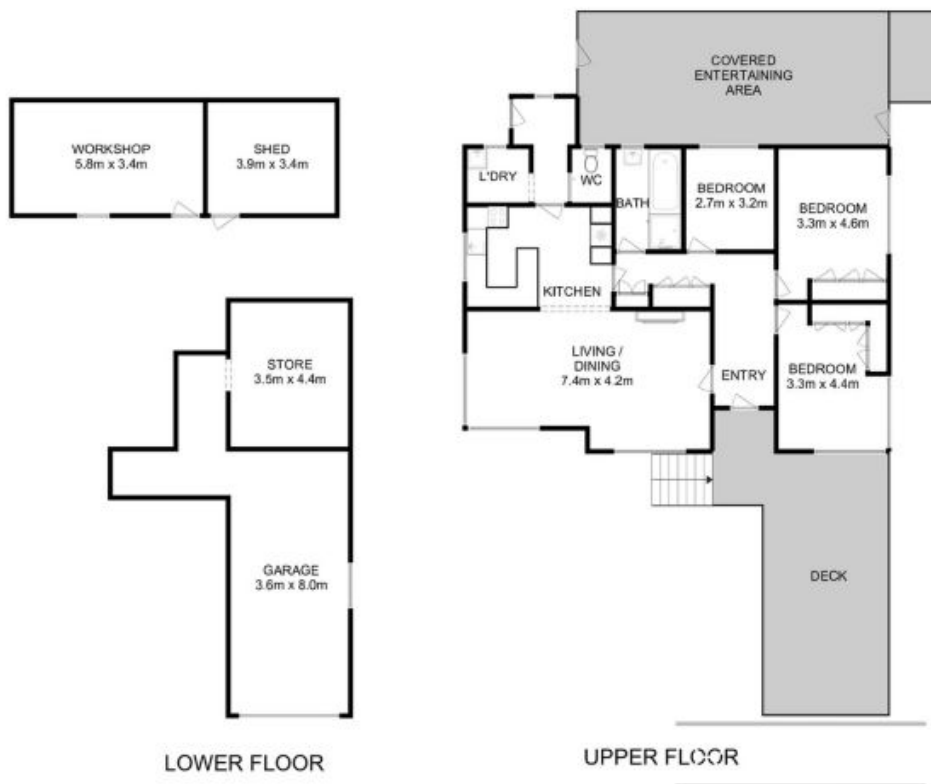 WORKSHOP
5.8m x 3.4m
SHED
3.9m x 3.4m
STORE
3.5m x 4.4m
GARAGE
3.6m x 8.0m
LOWER FLOOR
COVERED
ENTERTAINING
AREA
L'DRY
WC
BATH
BEDROOM
2.7m x 3.2m
BEDROOM
3.3m x 4.6m
KITCHEN
LIVING /
DINING
7.4m x 4.2m
ENTRY
BEDROOM
3.3m x 4.4m
DECK
UPPER FLOOR